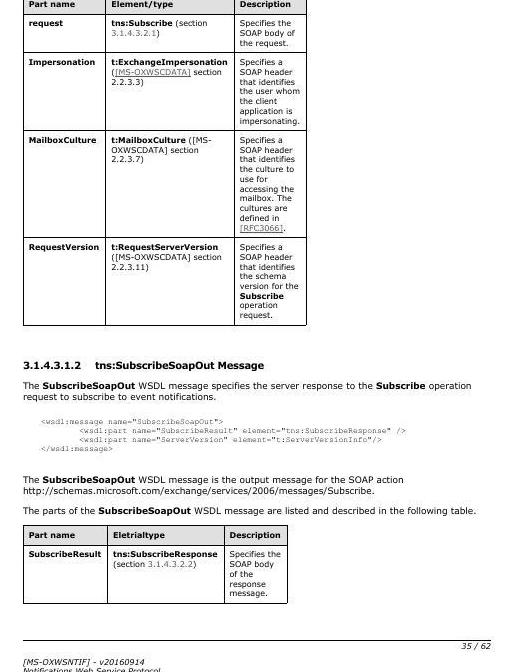 Part name Element/type Description
request tns:Subscribe (section Specifies the
3.1.4.3.2.1) SOAP body of
the request.
Impersonation t:ExchangeImpersonation Specifies a
([MS-OXWSCDATA] section SOAP header
2.2.3.3) that identifies
the user whom
the client
application is
impersonating.
MailboxCulture t:MailboxCulture ([MS- Specifies a
OXWSCDATA] section SOAP header
2.2.3.7) that identifies
the culture to
use for
accessing the
mailbox. The
cultures are
defined in
[RFC3066].
RequestVersion t:RequestServerVersion Specifies a
([MS-OXWSCDATA] section SOAP header
2.2.3.11) that identifies
the schema
version for the
Subscribe
operation
request.
3.1.4.3.1.2 tns:SubscribeSoapOut Message
The SubscribeSoapOut WSDL message specifies the server response to the Subscribe operation
request to subscribe to event notifications.
<wsdl:message name="SubscribeSoapOut">
<wsdl:part name="SubscribeResult" element="tns:SubscribeResponse" />
<wsdl:part name="ServerVersion" element="t:ServerVersionInfo"/>
</wsdl:message>
The SubscribeSoapOut WSDL message is the output message for the SOAP action
http://schemas.microsoft.com/exchange/services/2006/messages/Subscribe.
The parts of the SubscribeSoapOut WSDL message are listed and described in the following table.
Part name Eletrialtype Description
SubscribeResult tns:SubscribeResponse Specifies the
(section 3.1.4.3.2.2) SOAP body
of the
response
message.
35 / 62
[MS-OXWSNTIF] - v20160914
Notifications Web Service Protocol